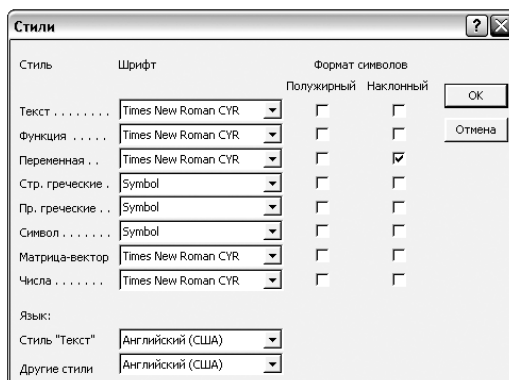 Стили
Стиль Шрифт Формат символов
Полужирный Наклонный
Текст . . . . . . . . Times New Roman CYR
Функция . . . . . Times New Roman CYR
Переменная . . Times New Roman CYR
Стр. греческие . Symbol
Пр. греческие . . Symbol
Символ . . . . . . . Symbol
Матрица-вектор Times New Roman CYR
Числа . . . . . . . Times New Roman CYR
OK
Отмена
Язык:
Стиль "Текст" Английский (США)
Другие стили Английский (США)